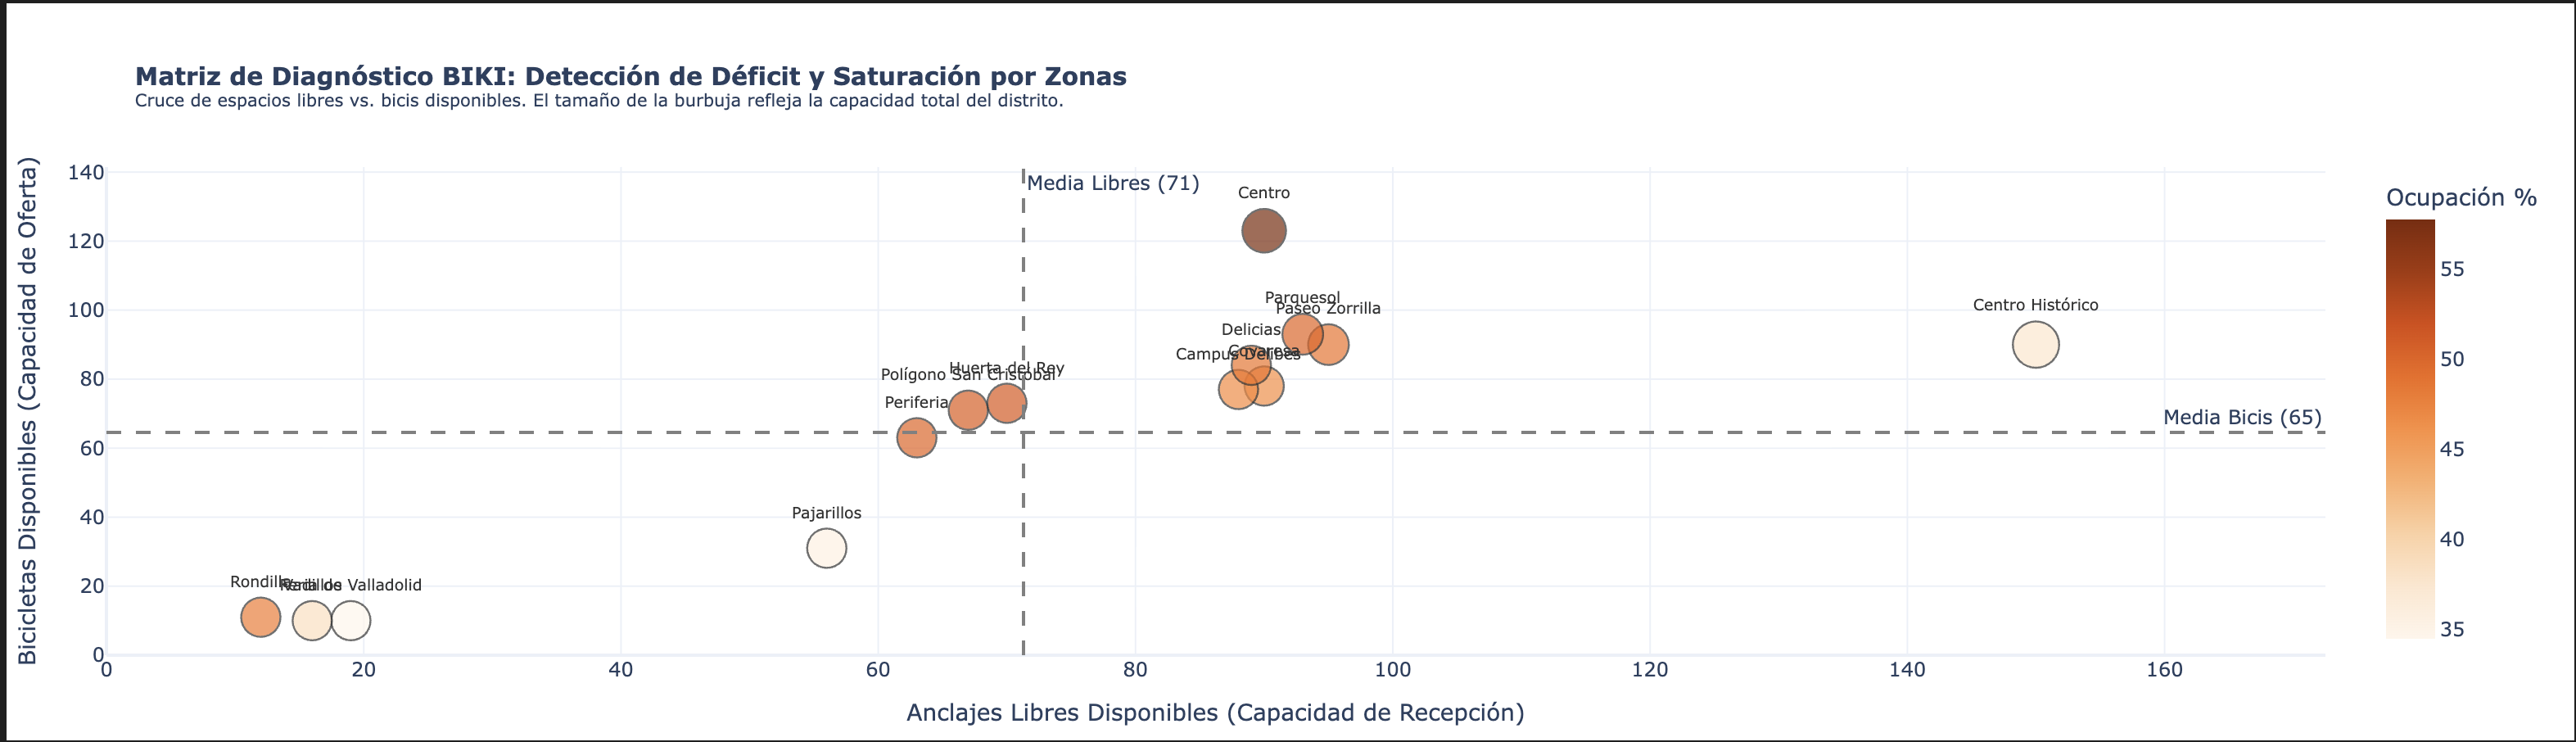 Matriz de Diagnóstico BIKI: Detección de Déficit y Saturación por Zonas
Cruce de espacios libres vs. bicis disponibles. El tamaño de la burbuja refleja la capacidad total del distrito.
Bicicletas Disponibles (Capacidad de Oferta)
140
120
100
80
60
40
20
0
Media Libres (71)
Centro
Parquesol
Paseo Zorrilla
Centro Histórico
Delicias
Covaresa
Campus Delibes
Huerta del Rey
Polígono San Cristóbal
Periferia
Media Bicis (65)
Pajarillos
Rondilla
de Valladolid
0
20
40
60
80
100
120
140
160
Anclajes Libres Disponibles (Capacidad de Recepción)
Ocupación %
55
50
45
40
35